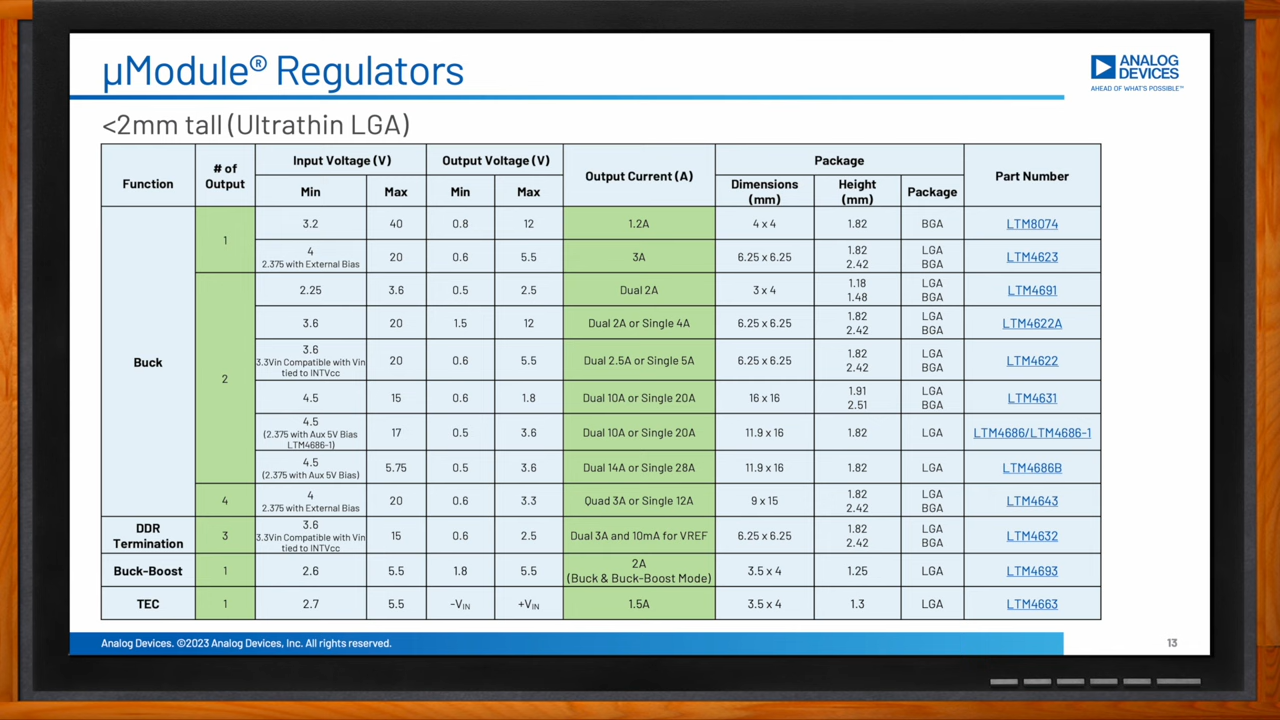 µModule® Regulators
ANALOG
DEVICES
AHEAD OF WHAT'S POSSIBLE™
<2mm tall (Ultrathin LGA)
Function # of Output Input Voltage (V) Output Voltage (V) Output Current (A) Package Part Number
Min Max Min Max Dimensions (mm) Height (mm) Package
Buck 1 3.2 40 0.8 12 1.2A 4 x 4 1.82 BGA LTM8074
4 2.375 with External Bias 20 0.6 5.5 3A 6.25 x 6.25 1.82 2.42 LGA BGA LTM4623
2 2.25 3.6 0.5 2.5 Dual 2A 3 x 4 1.18 1.48 LGA BGA LTM4691
3.6 20 1.5 12 Dual 2A or Single 4A 6.25 x 6.25 1.82 2.42 LGA BGA LTM4622A
3.6 3.3Vin Compatible with Vin tied to INTVcc 20 0.6 5.5 Dual 2.5A or Single 5A 6.25 x 6.25 1.82 2.42 LGA BGA LTM4622
4.5 15 0.6 1.8 Dual 10A or Single 20A 16 x 16 1.91 2.51 LGA BGA LTM4631
4.5 (2.375 with Aux 5V Bias LTM4686-1) 17 0.5 3.6 Dual 10A or Single 20A 11.9 x 16 1.82 LGA LTM4686/LTM4686-1
4.5 (2.375 with Aux 5V Bias) 5.75 0.5 3.6 Dual 14A or Single 28A 11.9 x 16 1.82 LGA LTM4686B
4 4 2.375 with External Bias 20 0.6 3.3 Quad 3A or Single 12A 9 x 15 1.82 2.42 LGA BGA LTM4643
DDR Termination 3 3.6 3.3Vin Compatible with Vin tied to INTVcc 15 0.6 2.5 Dual 3A and 10mA for VREF 6.25 x 6.25 1.82 2.42 LGA BGA LTM4632
Buck-Boost 1 2.6 5.5 1.8 5.5 2A (Buck & Buck-Boost Mode) 3.5 x 4 1.25 LGA LTM4693
TEC 1 2.7 5.5 -VIN +VIN 1.5A 3.5 x 4 1.3 LGA LTM4663
Analog Devices. ©2023 Analog Devices, Inc. All rights reserved.
13